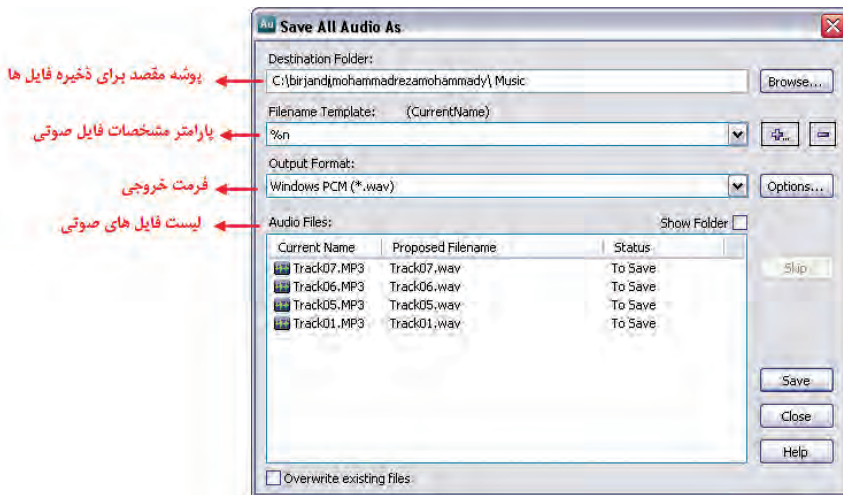 Au Save All Audio As
Destination Folder:
پوشه مقصد برای ذخیره فایل ها
C:\birjandi,mohammadrezamohammady\ Music
Browse...
Filename Template: (CurrentName)
پارامتر مشخصات فایل صوتی
%n
Output Format:
فرمت خروجی
Windows PCM (*.wav)
Options...
لیست فایل های صوتی
Audio Files:
Show Folder
Current Name Proposed Filename Status
Track07.MP3 Track07.wav To Save
Track06.MP3 Track06.wav To Save
Track05.MP3 Track05.wav To Save
Track01.MP3 Track01.wav To Save
Skip
Save
Close
Help
Overwrite existing files